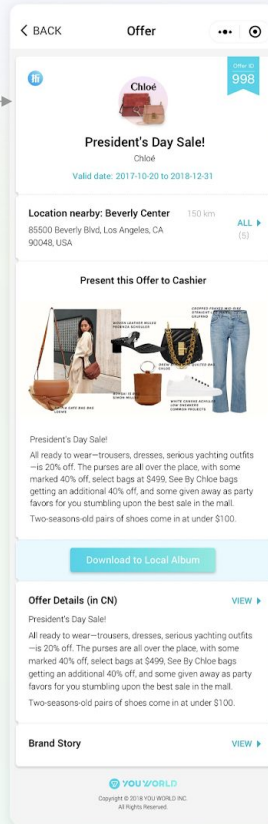 BACK
Offer
Offer ID
998
Chloé
President's Day Sale!
Chloé
Valid date: 2017-10-20 to 2018-12-31
Location nearby: Beverly Center
150 km
85500 Beverly Blvd, Los Angeles, CA
90048, USA
ALL
(5)
Present this Offer to Cashier
President's Day Sale!
All ready to wear—trousers, dresses, serious yachting outfits
—is 20% off. The purses are all over the place, with some
marked 40% off, select bags at $499, See By Chloe bags
getting an additional 40% off, and some given away as party
favors for you stumbling upon the best sale in the mall.
Two-seasons-old pairs of shoes come in at under $100.
Download to Local Album
Offer Details (in CN)
VIEW
President's Day Sale!
All ready to wear—trousers, dresses, serious yachting outfits
—is 20% off. The purses are all over the place, with some
marked 40% off, select bags at $499, See By Chloe bags
getting an additional 40% off, and some given away as party
favors for you stumbling upon the best sale in the mall.
Two-seasons-old pairs of shoes come in at under $100.
Brand Story
VIEW
YOU WORLD
Copyright © 2018 YOU WORLD INC
All Rights Reserved.